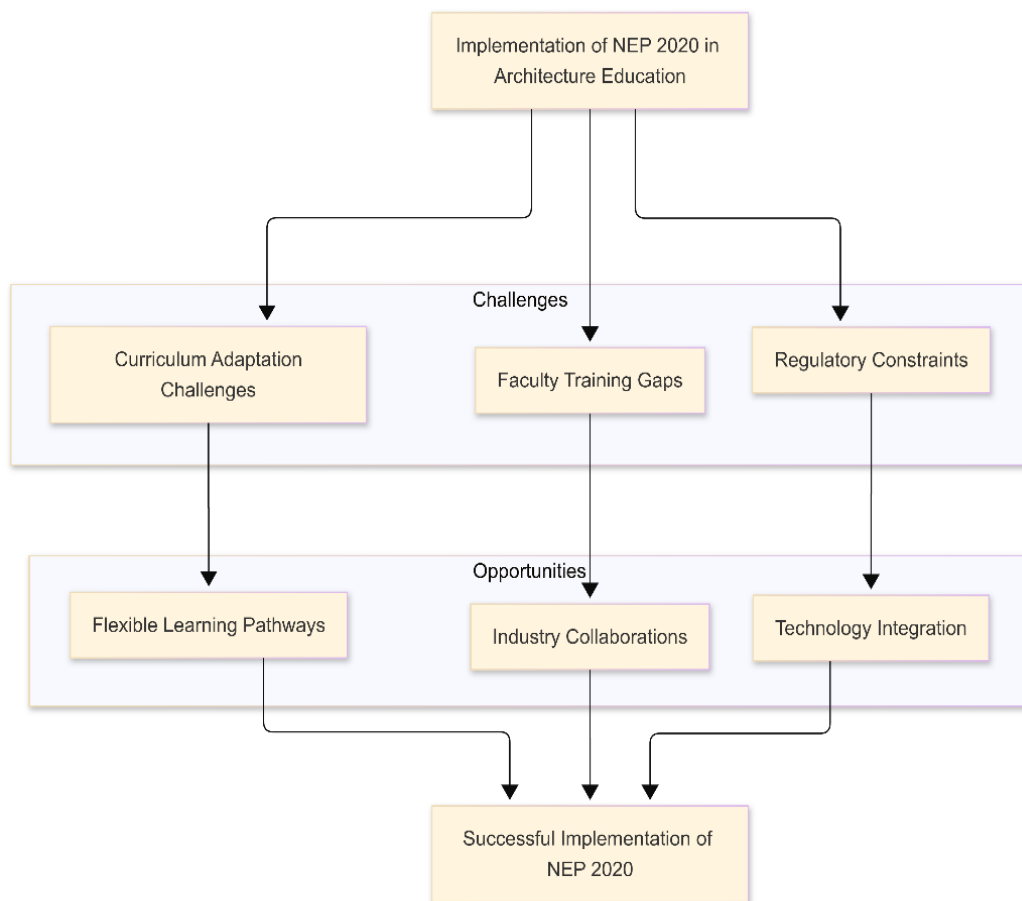 Implementation of NEP 2020 in
Architecture Education
Challenges
Curriculum Adaptation
Challenges
Faculty Training Gaps
Regulatory Constraints
Opportunities
Flexible Learning Pathways
Industry Collaborations
Technology Integration
Successful Implementation of
NEP 2020